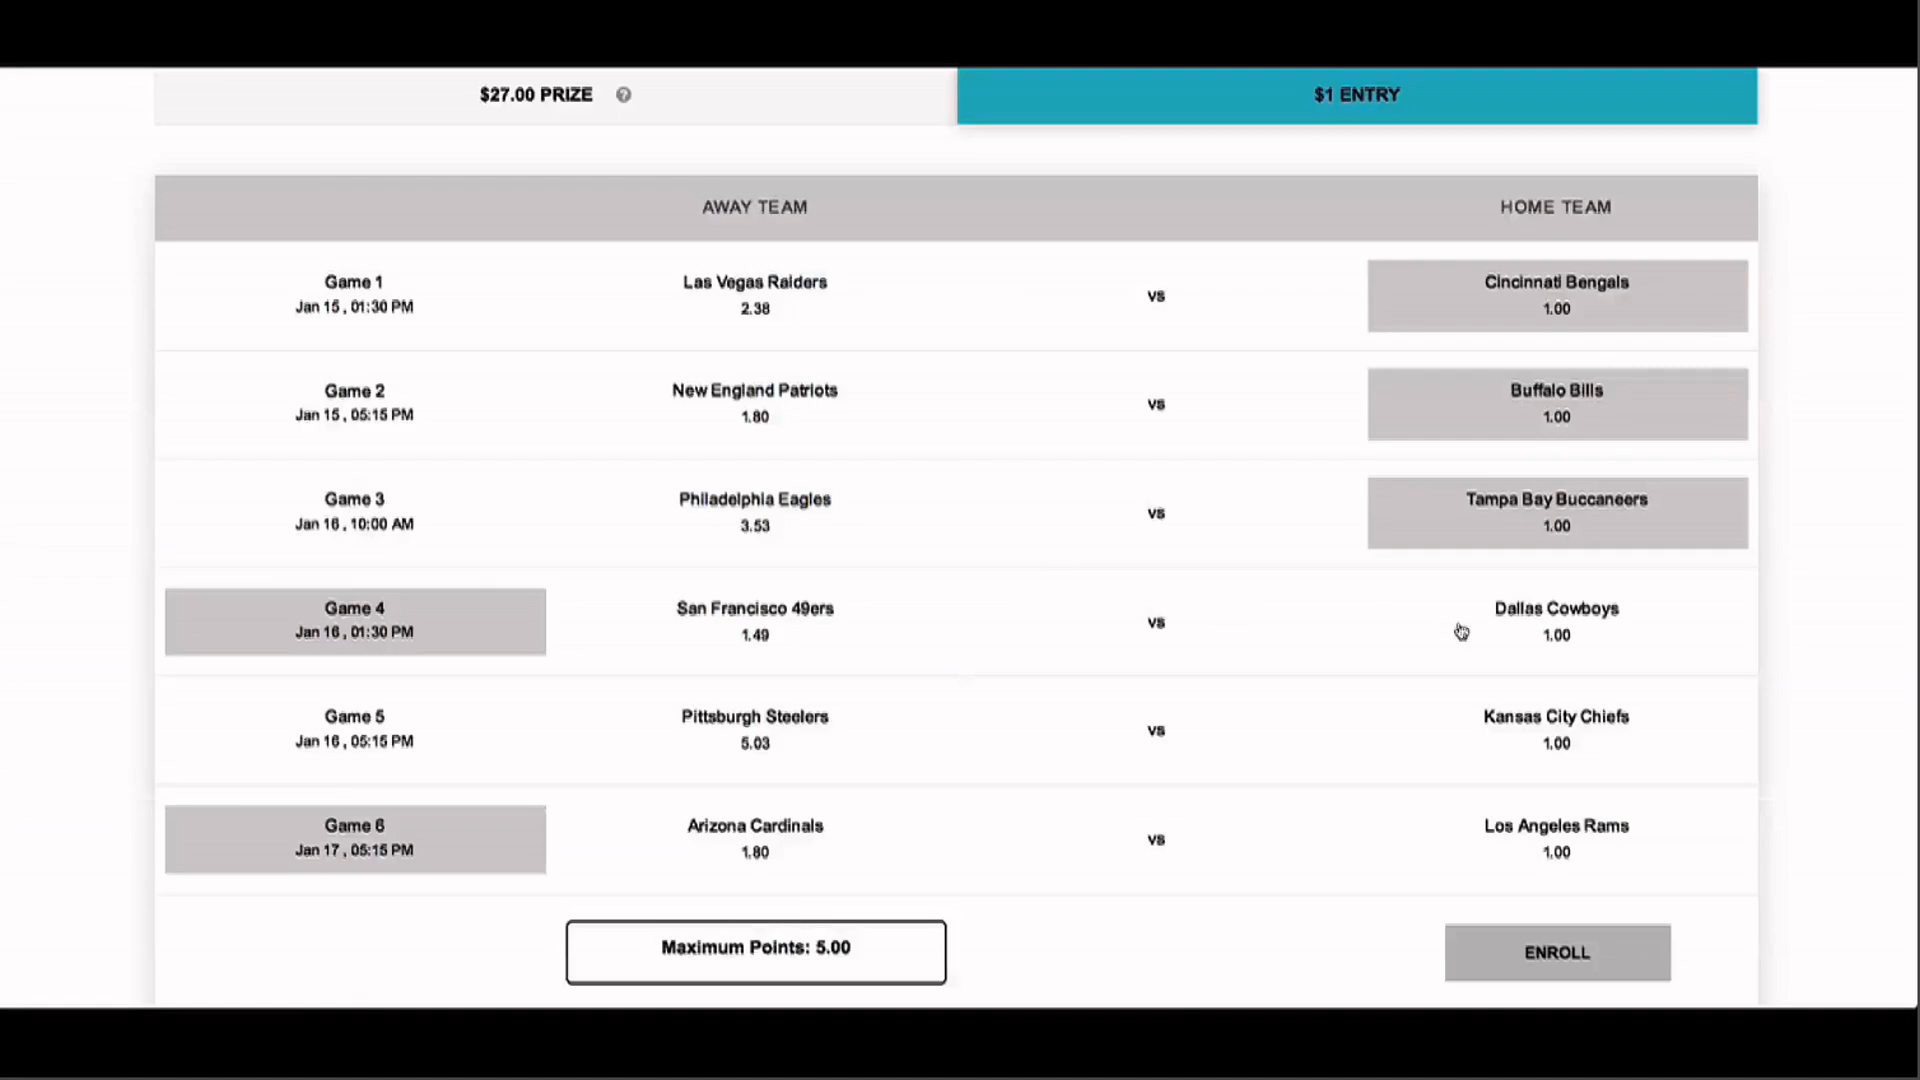 $27.00 PRIZE ?
$1 ENTRY
AWAY TEAM
HOME TEAM
Game 1
Jan 15 , 01:30 PM
Las Vegas Raiders
2.38
vs
Cincinnati Bengals
1.00
Game 2
Jan 15 , 05:15 PM
New England Patriots
1.80
vs
Buffalo Bills
1.00
Game 3
Jan 16 , 10:00 AM
Philadelphia Eagles
3.53
vs
Tampa Bay Buccaneers
1.00
Game 4
Jan 16 , 01:30 PM
San Francisco 49ers
1.49
vs
Dallas Cowboys
1.00
Game 5
Jan 16 , 05:15 PM
Pittsburgh Steelers
5.03
vs
Kansas City Chiefs
1.00
Game 6
Jan 17 , 05:15 PM
Arizona Cardinals
1.80
vs
Los Angeles Rams
1.00
Maximum Points: 5.00
ENROLL